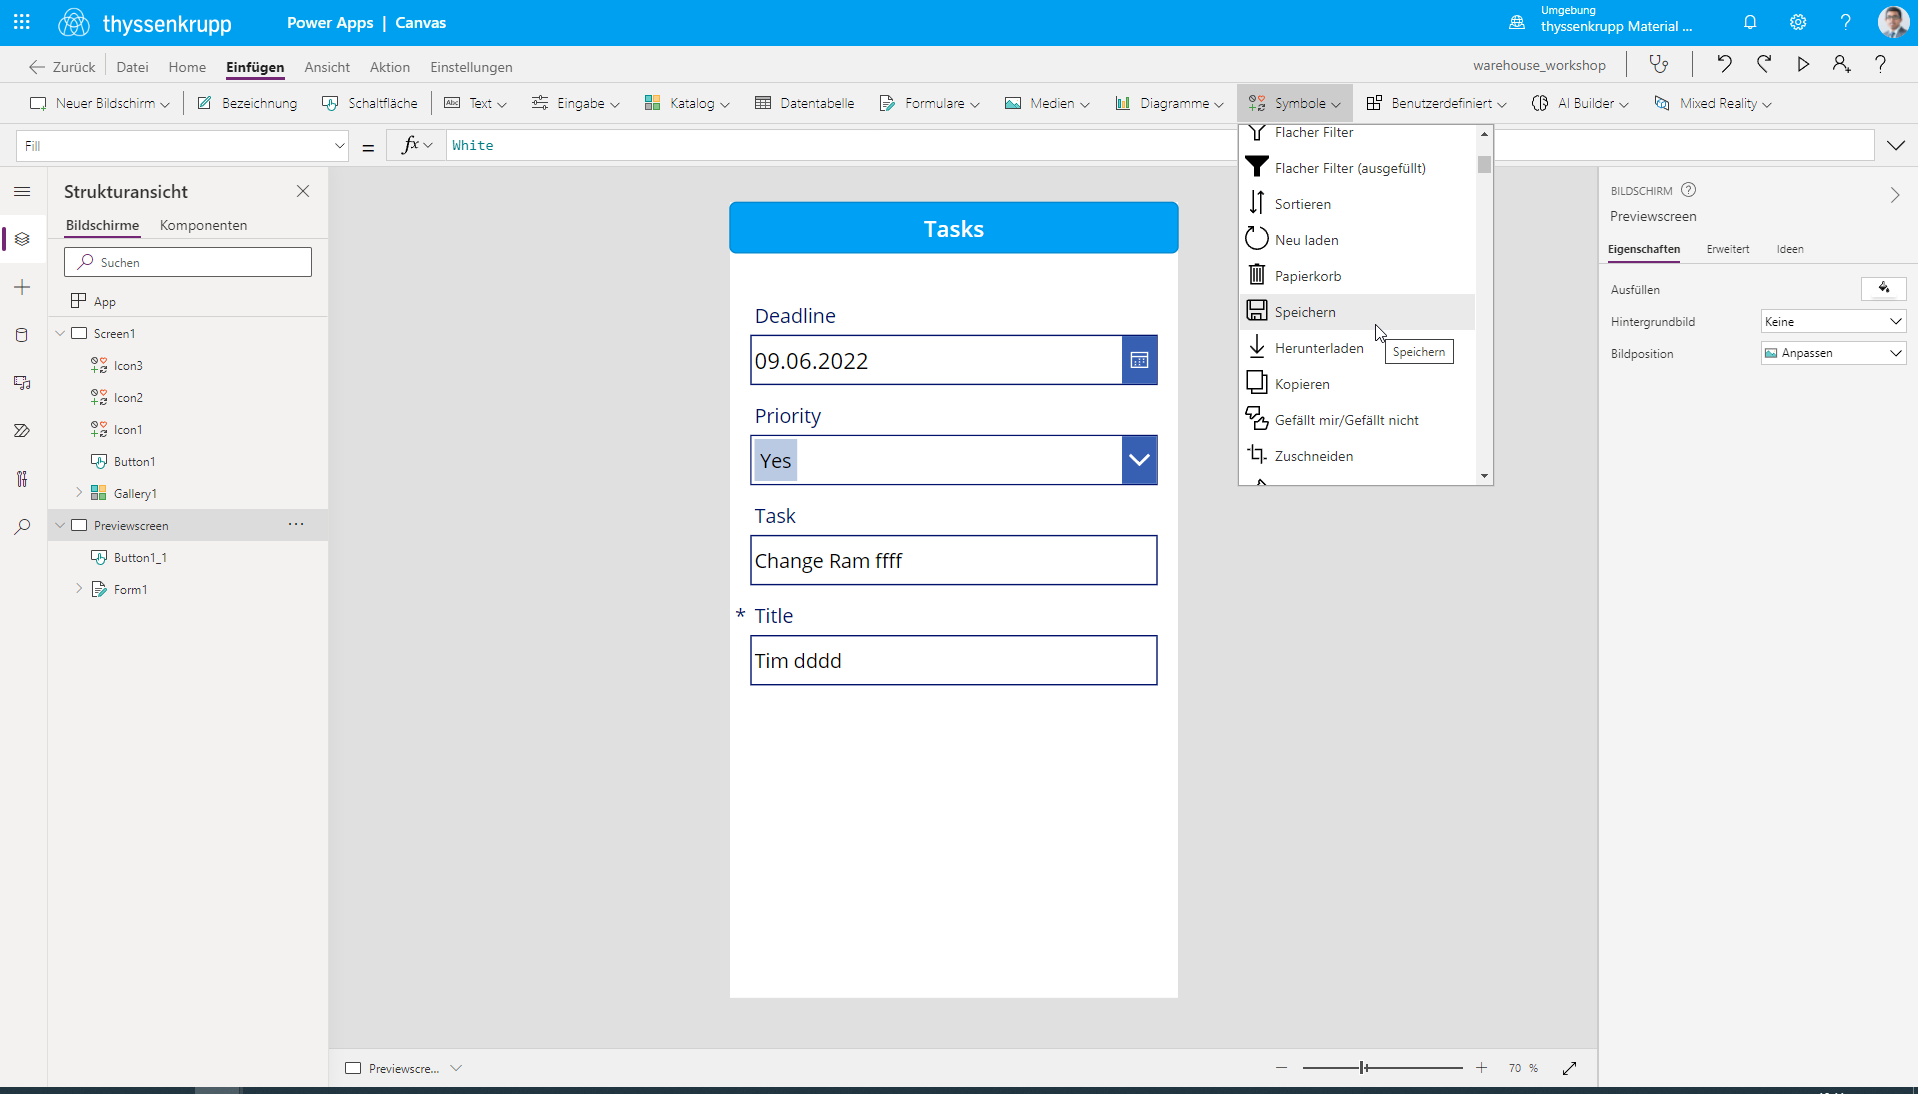 thyssenkrupp
Power Apps | Canvas
Umgebung
thyssenkrupp Material ...
Zurück
Datei
Home
Einfügen
Ansicht
Aktion
Einstellungen
warehouse_workshop
Neuer Bildschirm
Bezeichnung
Schaltfläche
Abc Text
Eingabe
Katalog
Datentabelle
Formulare
Medien
Diagramme
Symbole
Benutzerdefiniert
AI Builder
Mixed Reality
Fill
=
fx
White
Strukturansicht
Bildschirme
Komponenten
Suchen
App
Screen1
Icon3
Icon2
Icon1
Button1
Gallery1
Previewscreen
...
Button1_1
Form1
Tasks
Deadline
09.06.2022
Priority
Yes
Task
Change Ram ffff
* Title
Tim dddd
Flacher Filter
Flacher Filter (ausgefüllt)
Sortieren
Neu laden
Papierkorb
Speichern
Herunterladen
Speichern
Kopieren
Gefällt mir/Gefällt nicht
Zuschneiden
BILDSCHIRM
Previewscreen
Eigenschaften
Erweitert
Ideen
Ausfüllen
Hintergrundbild
Keine
Bildposition
Anpassen
Previewscre...
70 %